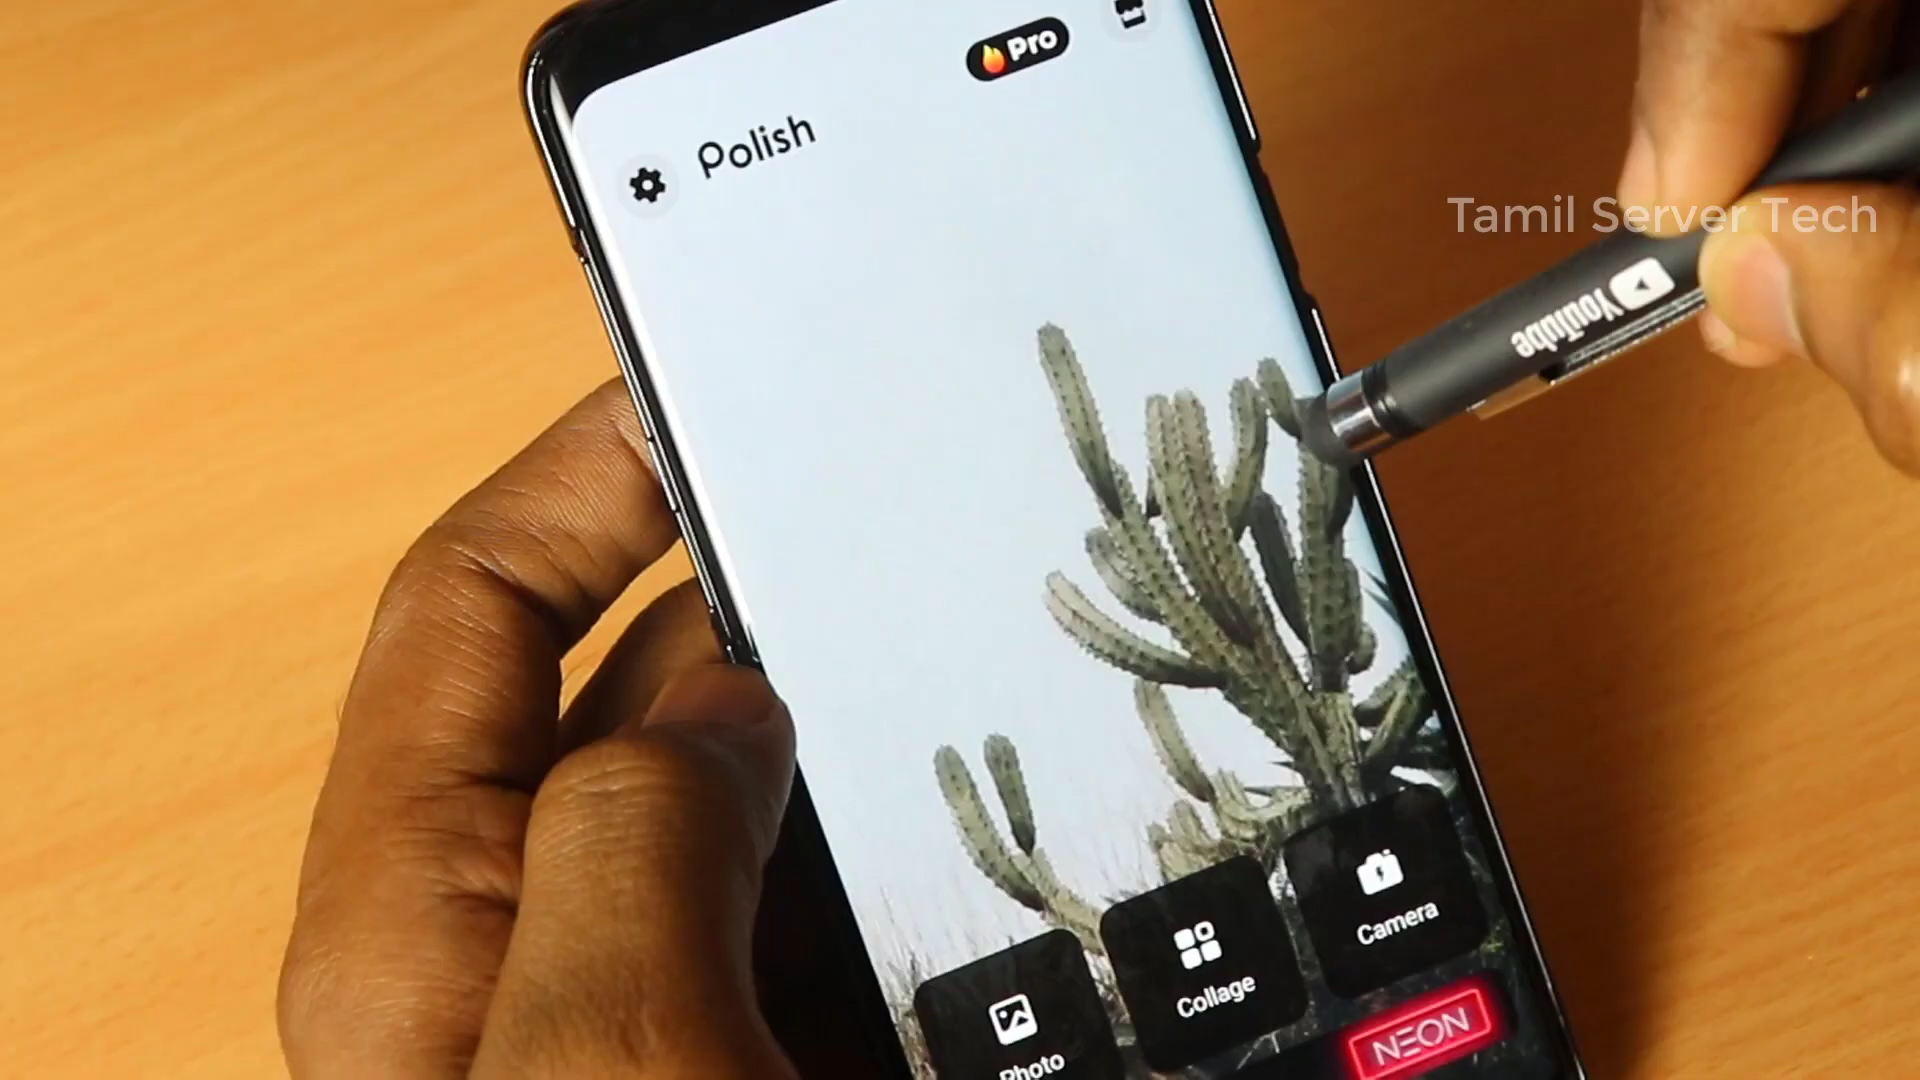 Pro
Polish
Tamil Server Tech
YouTube
Camera
Collage
Photo
NEON